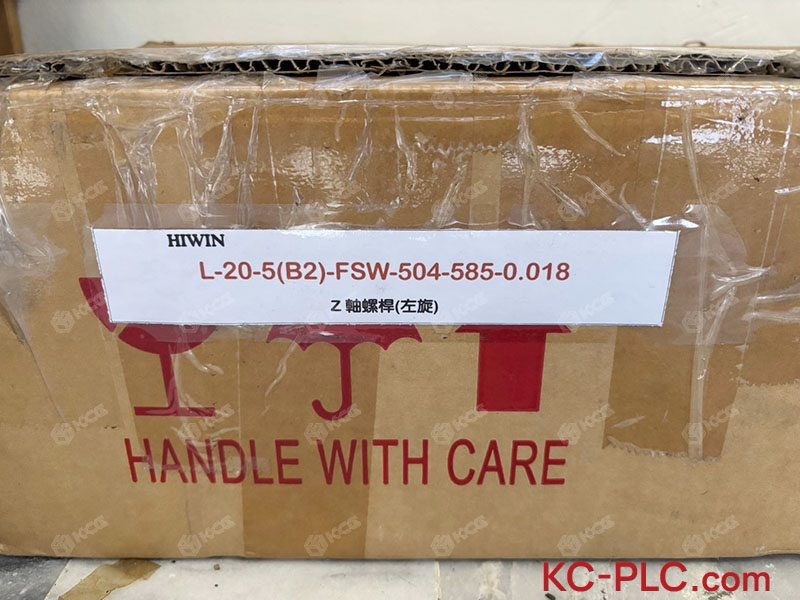 HIWIN
L-20-5(B2)-FSW-504-585-0.018
Z 軸螺桿(左旋)
HANDLE WITH CARE
KC-PLC.com